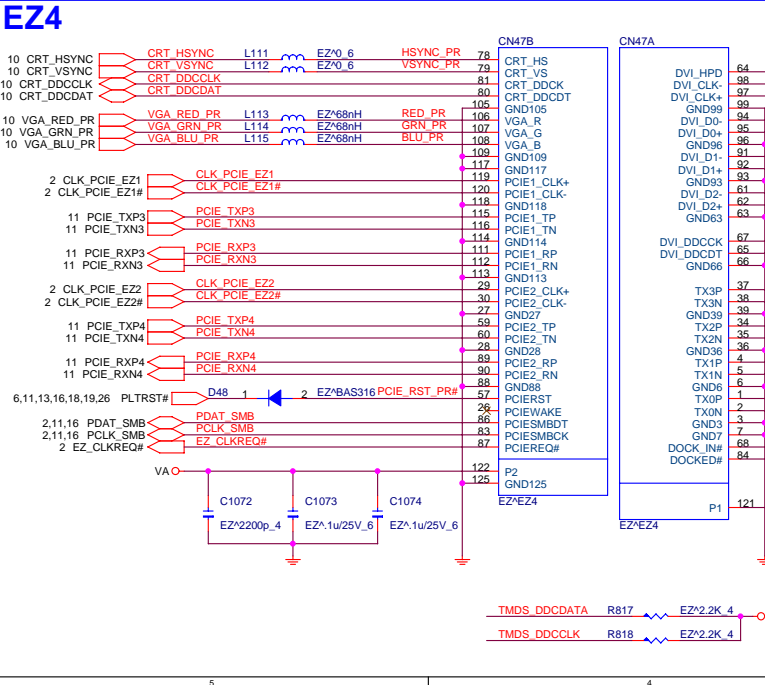 EZ4
CN47B CN47A
10 CRT_HSYNC CRT_HSYNC L111 EZ^0_6 HSYNC_PR 78 CRT_HS
10 CRT_VSYNC CRT_VSYNC L112 EZ^0_6 VSYNC_PR 79 CRT_VS DVI_HPD 64
10 CRT_DDCCLK CRT_DDCCLK 81 CRT_DDCK DVI_CLK- 98
10 CRT_DDCDAT CRT_DDCDAT 80 CRT_DDCDT DVI_CLK+ 97
105 GND105 GND99 99
10 VGA_RED_PR VGA_RED_PR L113 EZ^68nH RED_PR 106 VGA_R DVI_D0- 94
10 VGA_GRN_PR VGA_GRN_PR L114 EZ^68nH GRN_PR 107 VGA_G DVI_D0+ 95
10 VGA_BLU_PR VGA_BLU_PR L115 EZ^68nH BLU_PR 108 VGA_B GND96 96
109 GND109 DVI_D1- 91
117 GND117 DVI_D1+ 92
2 CLK_PCIE_EZ1 CLK_PCIE_EZ1 119 PCIE1_CLK+ GND93 93
2 CLK_PCIE_EZ1# CLK_PCIE_EZ1# 120 PCIE1_CLK- DVI_D2- 61
118 GND118 DVI_D2+ 62
11 PCIE_TXP3 PCIE_TXP3 115 PCIE1_TP GND63 63
11 PCIE_TXN3 PCIE_TXN3 116 PCIE1_TN
114 GND114 DVI_DDCCK 67
11 PCIE_RXP3 PCIE_RXP3 111 PCIE1_RP DVI_DDCDT 65
11 PCIE_RXN3 PCIE_RXN3 112 PCIE1_RN GND66 66
113 GND113
2 CLK_PCIE_EZ2 CLK_PCIE_EZ2 29 PCIE2_CLK+ TX3P 37
2 CLK_PCIE_EZ2# CLK_PCIE_EZ2# 30 PCIE2_CLK- TX3N 38
27 GND27 GND39 39
11 PCIE_TXP4 PCIE_TXP4 59 PCIE2_TP TX2P 34
11 PCIE_TXN4 PCIE_TXN4 60 PCIE2_TN TX2N 35
28 GND28 GND36 36
11 PCIE_RXP4 PCIE_RXP4 89 PCIE2_RP TX1P 4
11 PCIE_RXN4 PCIE_RXN4 90 PCIE2_RN TX1N 5
88 GND88 GND6 6
6,11,13,16,18,19,26 PLTRST# D48 1 2 EZ^BAS316 PCIE_RST_PR# 57 PCIERST TX0P 1
26 PCIEWAKE TX0N 2
2,11,16 PDAT_SMB PDAT_SMB 86 PCIESMBDT GND3 3
2,11,16 PCLK_SMB PCLK_SMB 83 PCIESMBCK GND7 7
2 EZ_CLKREQ# EZ_CLKREQ# 87 PCIEREQ# DOCK_IN# 68
DOCKED# 84
VA 122 P2
125 GND125
C1072 C1073 C1074
EZ^EZ4 P1 121
EZ^2200p_4 EZ^.1u/25V_6 EZ^.1u/25V_6 EZ^EZ4
TMDS_DDCDATA R817 EZ^2.2K_4
TMDS_DDCCLK R818 EZ^2.2K_4
5 4